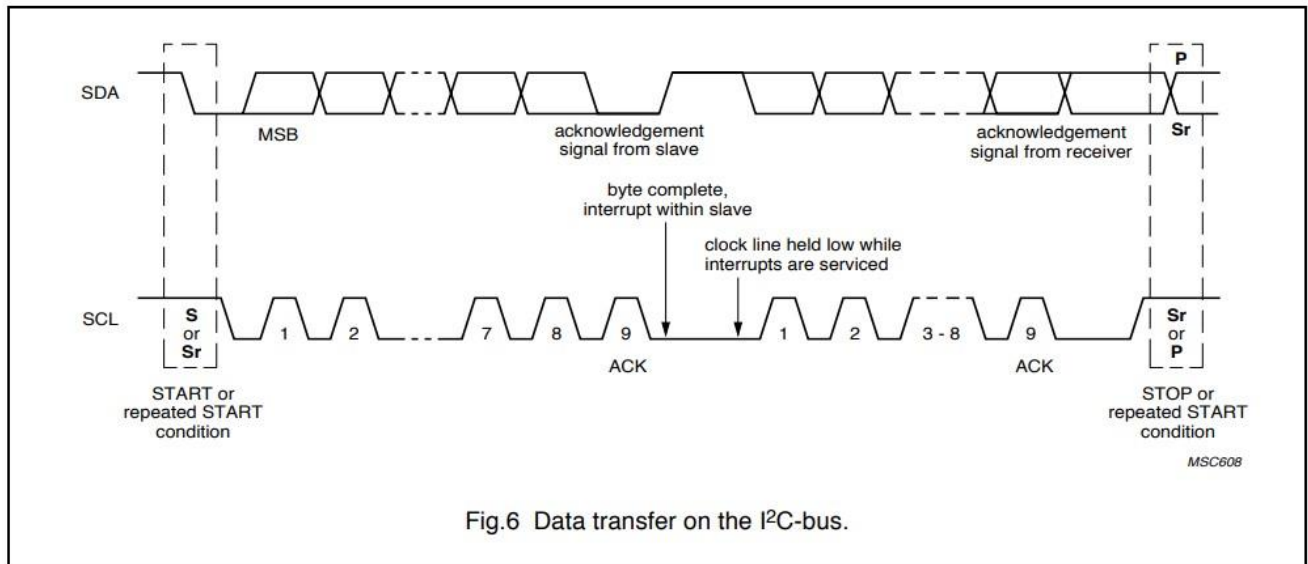 P
SDA
MSB
acknowledgement
signal from slave
acknowledgement
signal from receiver
Sr
byte complete,
interrupt within slave
clock line held low while
interrupts are serviced
SCL
S
or
Sr
1
2
7
8
9
1
2
3 - 8
9
Sr
or
P
ACK
ACK
START or
repeated START
condition
STOP or
repeated START
condition
MSC608
Fig.6 Data transfer on the I²C-bus.